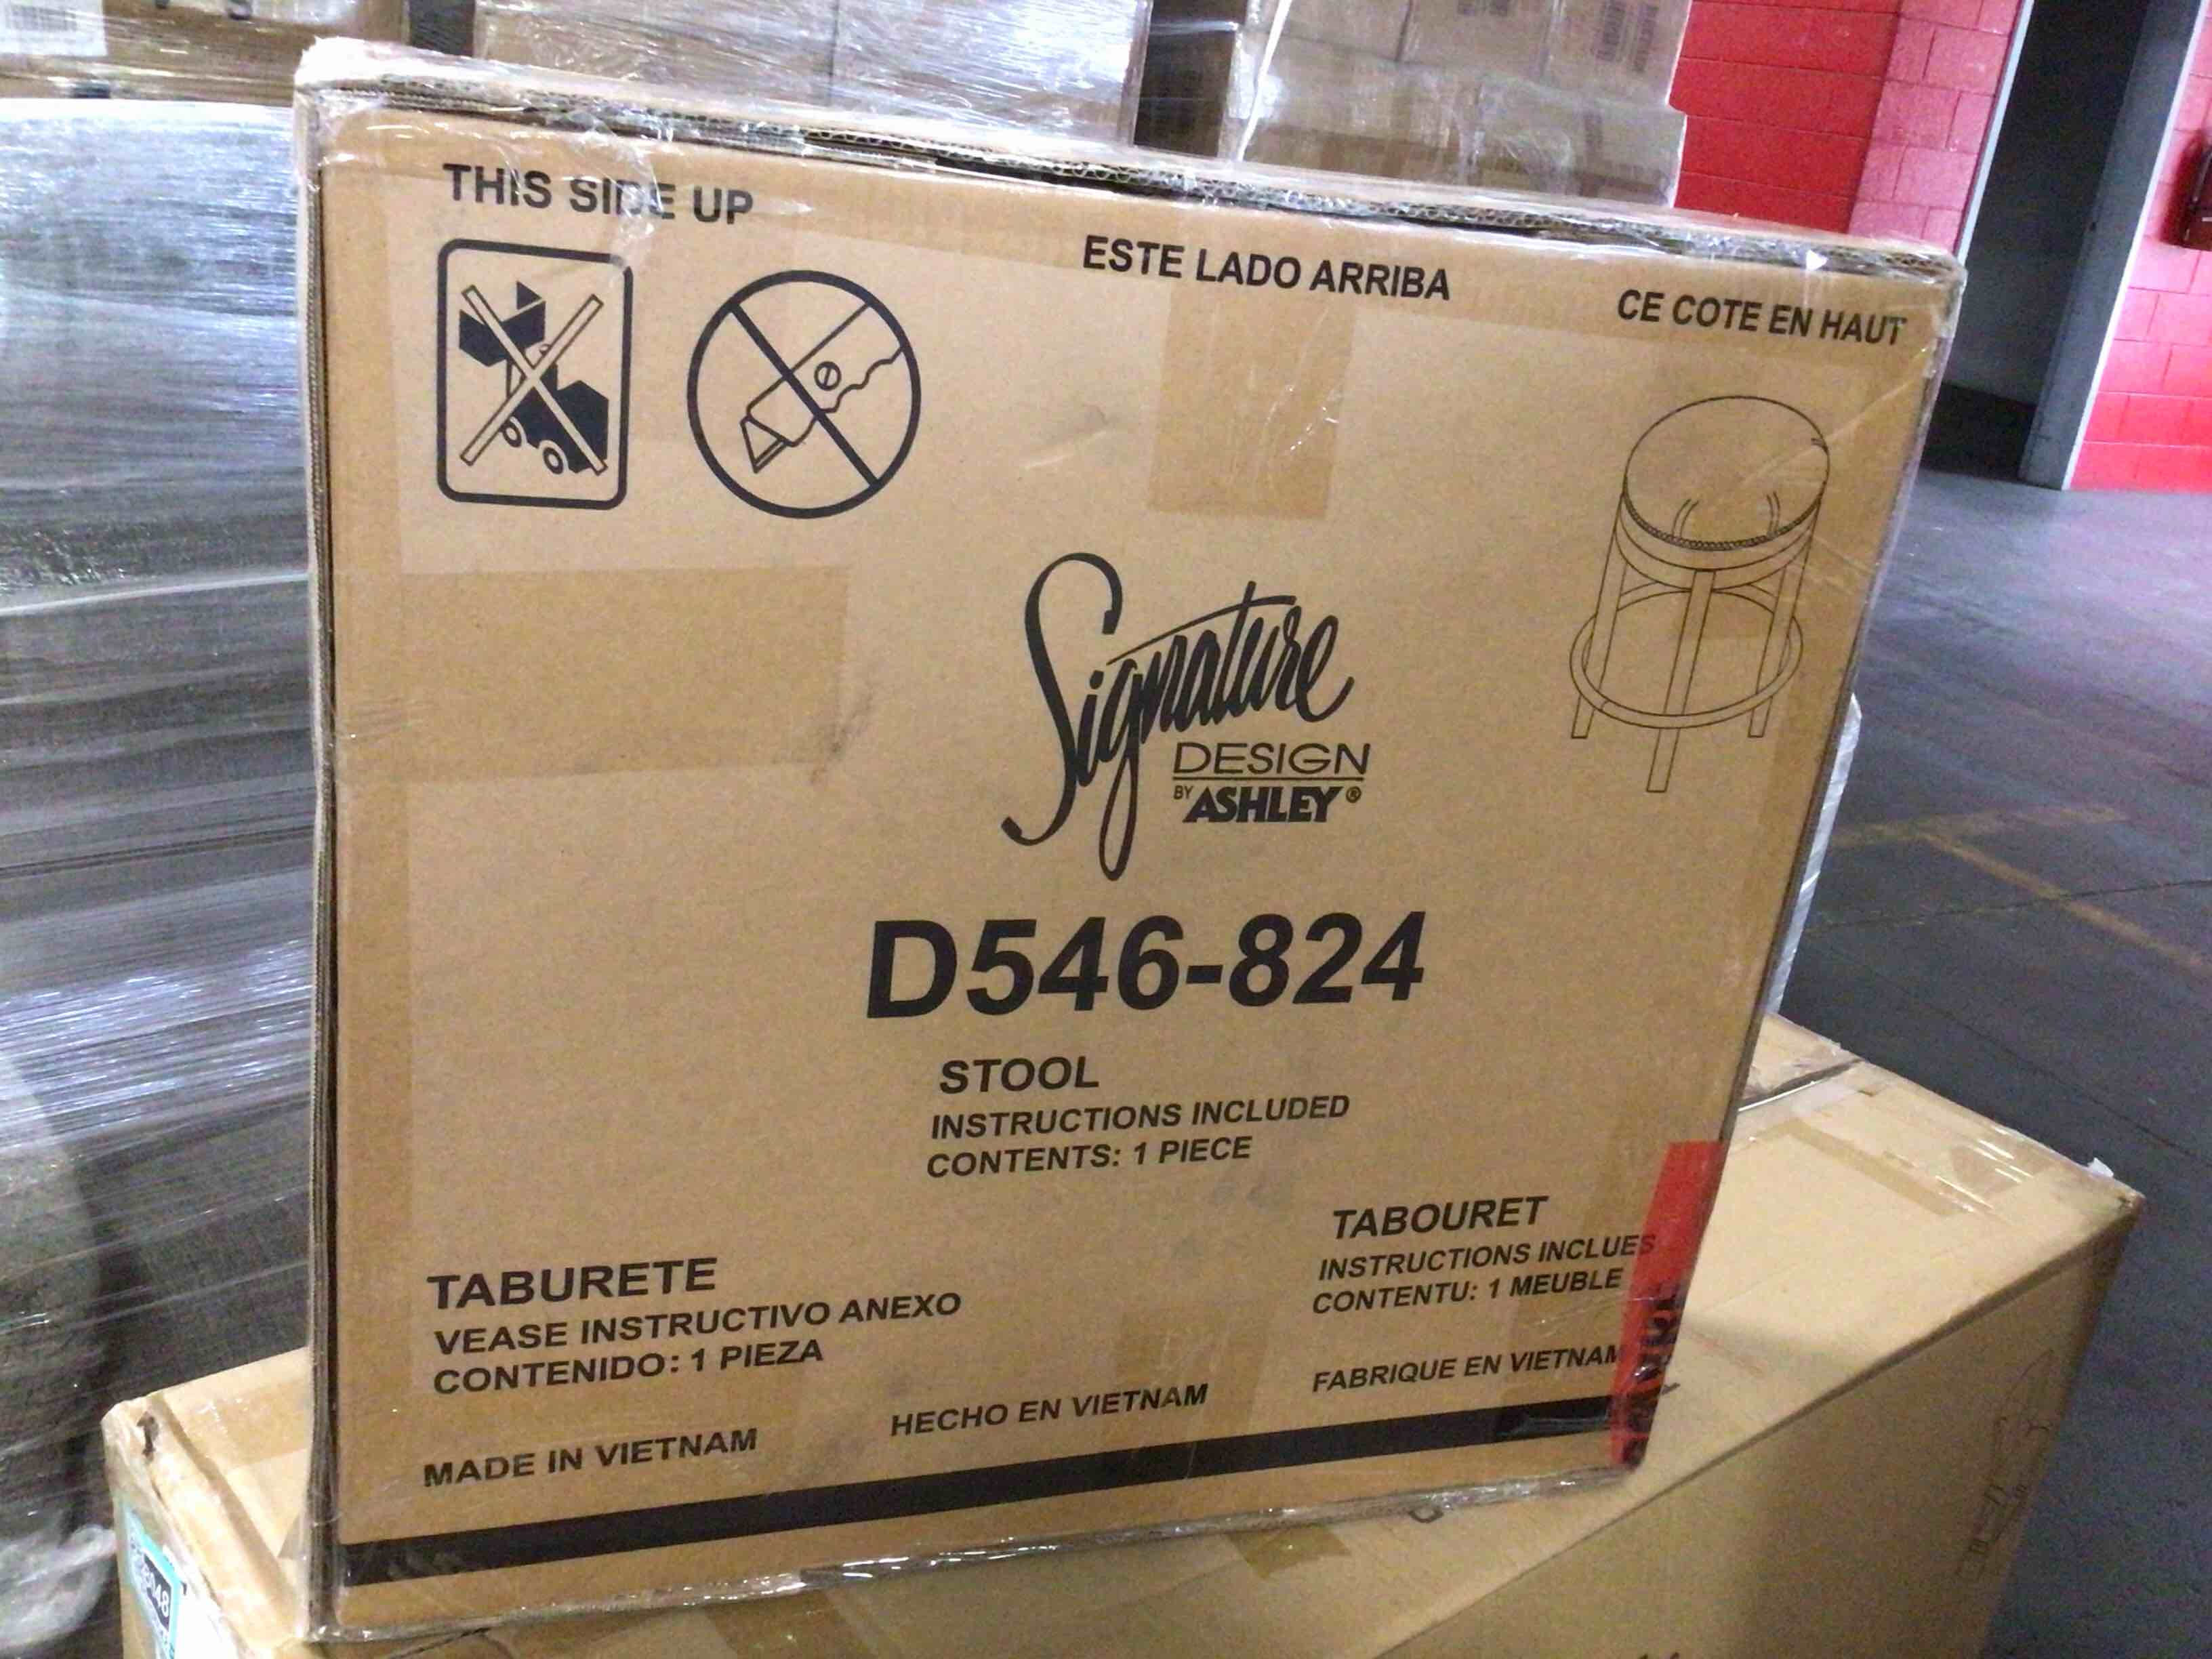 THIS SIDE UP
ESTE LADO ARRIBA
CE COTE EN HAUT
Signature
DESIGN
BY ASHLEY®
D546-824
STOOL
INSTRUCTIONS INCLUDED
CONTENTS: 1 PIECE
TABURETE
VEASE INSTRUCTIVO ANEXO
CONTENIDO: 1 PIEZA
TABOURET
INSTRUCTIONS INCLUES
CONTENTU: 1 MEUBLE
MADE IN VIETNAM
HECHO EN VIETNAM
FABRIQUE EN VIETNAM